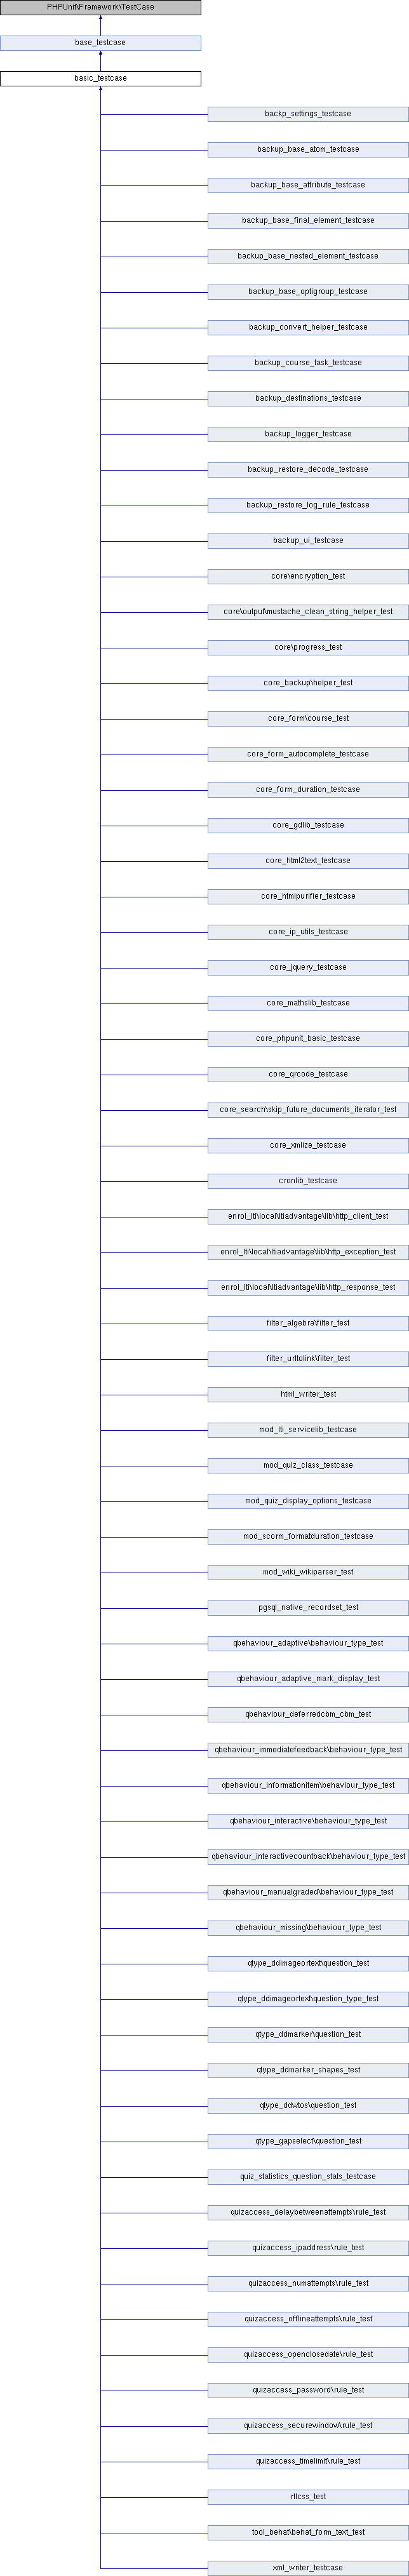 PHPUnit\Framework\TestCase
base_testcase
basic_testcase
backp_settings_testcase
backup_base_atom_testcase
backup_base_attribute_testcase
backup_base_final_element_testcase
backup_base_nested_element_testcase
backup_base_optigroup_testcase
backup_convert_helper_testcase
backup_course_task_testcase
backup_destinations_testcase
backup_logger_testcase
backup_restore_decode_testcase
backup_restore_log_rule_testcase
backup_ui_testcase
core\encryption_test
core\output\mustache_clean_string_helper_test
core\progress_test
core_backup\helper_test
core_form\course_test
core_form_autocomplete_testcase
core_form_duration_testcase
core_gdlib_testcase
core_html2text_testcase
core_htmlpurifier_testcase
core_ip_utils_testcase
core_jquery_testcase
core_mathslib_testcase
core_phpunit_basic_testcase
core_qrcode_testcase
core_search\skip_future_documents_iterator_test
core_xmlize_testcase
cronlib_testcase
enrol_lti\local\ltiadvantage\lib\http_client_test
enrol_lti\local\ltiadvantage\lib\http_exception_test
enrol_lti\local\ltiadvantage\lib\http_response_test
filter_algebra\filter_test
filter_urltolink\filter_test
html_writer_test
mod_lti_servicelib_testcase
mod_quiz_class_testcase
mod_quiz_display_options_testcase
mod_scorm_formatduration_testcase
mod_wiki_wikiparser_test
pgsql_native_recordset_test
qbehaviour_adaptive\behaviour_type_test
qbehaviour_adaptive_mark_display_test
qbehaviour_deferredcbm_cbm_test
qbehaviour_immediatefeedback\behaviour_type_test
qbehaviour_informationitem\behaviour_type_test
qbehaviour_interactive\behaviour_type_test
qbehaviour_interactivecountback\behaviour_type_test
qbehaviour_manualgraded\behaviour_type_test
qbehaviour_missing\behaviour_type_test
qtype_ddimageortext\question_test
qtype_ddimageortext\question_type_test
qtype_ddmarker\question_test
qtype_ddmarker_shapes_test
qtype_ddwtos\question_test
qtype_gapselect\question_test
quiz_statistics_question_stats_testcase
quizaccess_delaybetweenattempts\rule_test
quizaccess_ipaddress\rule_test
quizaccess_numattempts\rule_test
quizaccess_offlineattempts\rule_test
quizaccess_openclosedate\rule_test
quizaccess_password\rule_test
quizaccess_securewindow\rule_test
quizaccess_timelimit\rule_test
rtlcss_test
tool_behat\behat_form_text_test
xml_writer_testcase